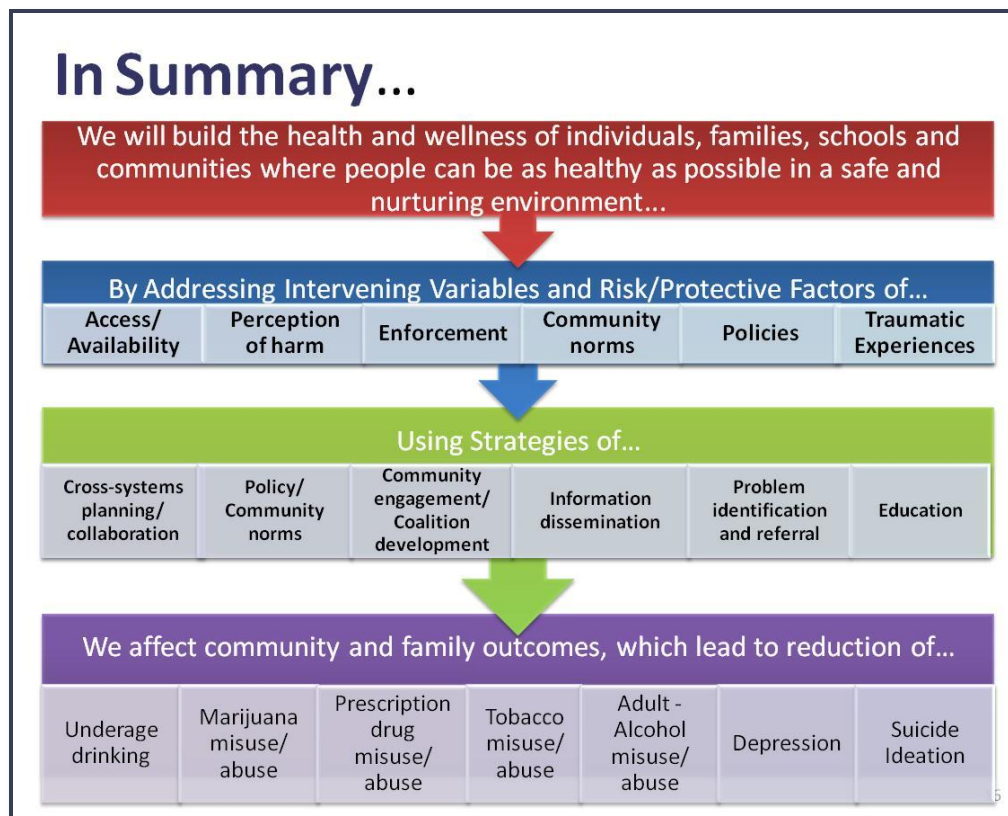 In Summary...
We will build the health and wellness of individuals, families, schools and
communities where people can be as healthy as possible in a safe and
nurturing environment...
By Addressing Intervening Variables and Risk/Protective Factors of...
Access/
Availability
Perception
of harm
Enforcement
Community
norms
Policies
Traumatic
Experiences
Using Strategies of...
Cross-systems
planning/
collaboration
Policy/
Community
norms
Community
engagement/
Coalition
development
Information
dissemination
Problem
identification
and referral
Education
We affect community and family outcomes, which lead to reduction of...
Underage
drinking
Marijuana
misuse/
abuse
Prescription
drug
misuse/
abuse
Tobacco
misuse/
abuse
Adult -
Alcohol
misuse/
abuse
Depression
Suicide
Ideation